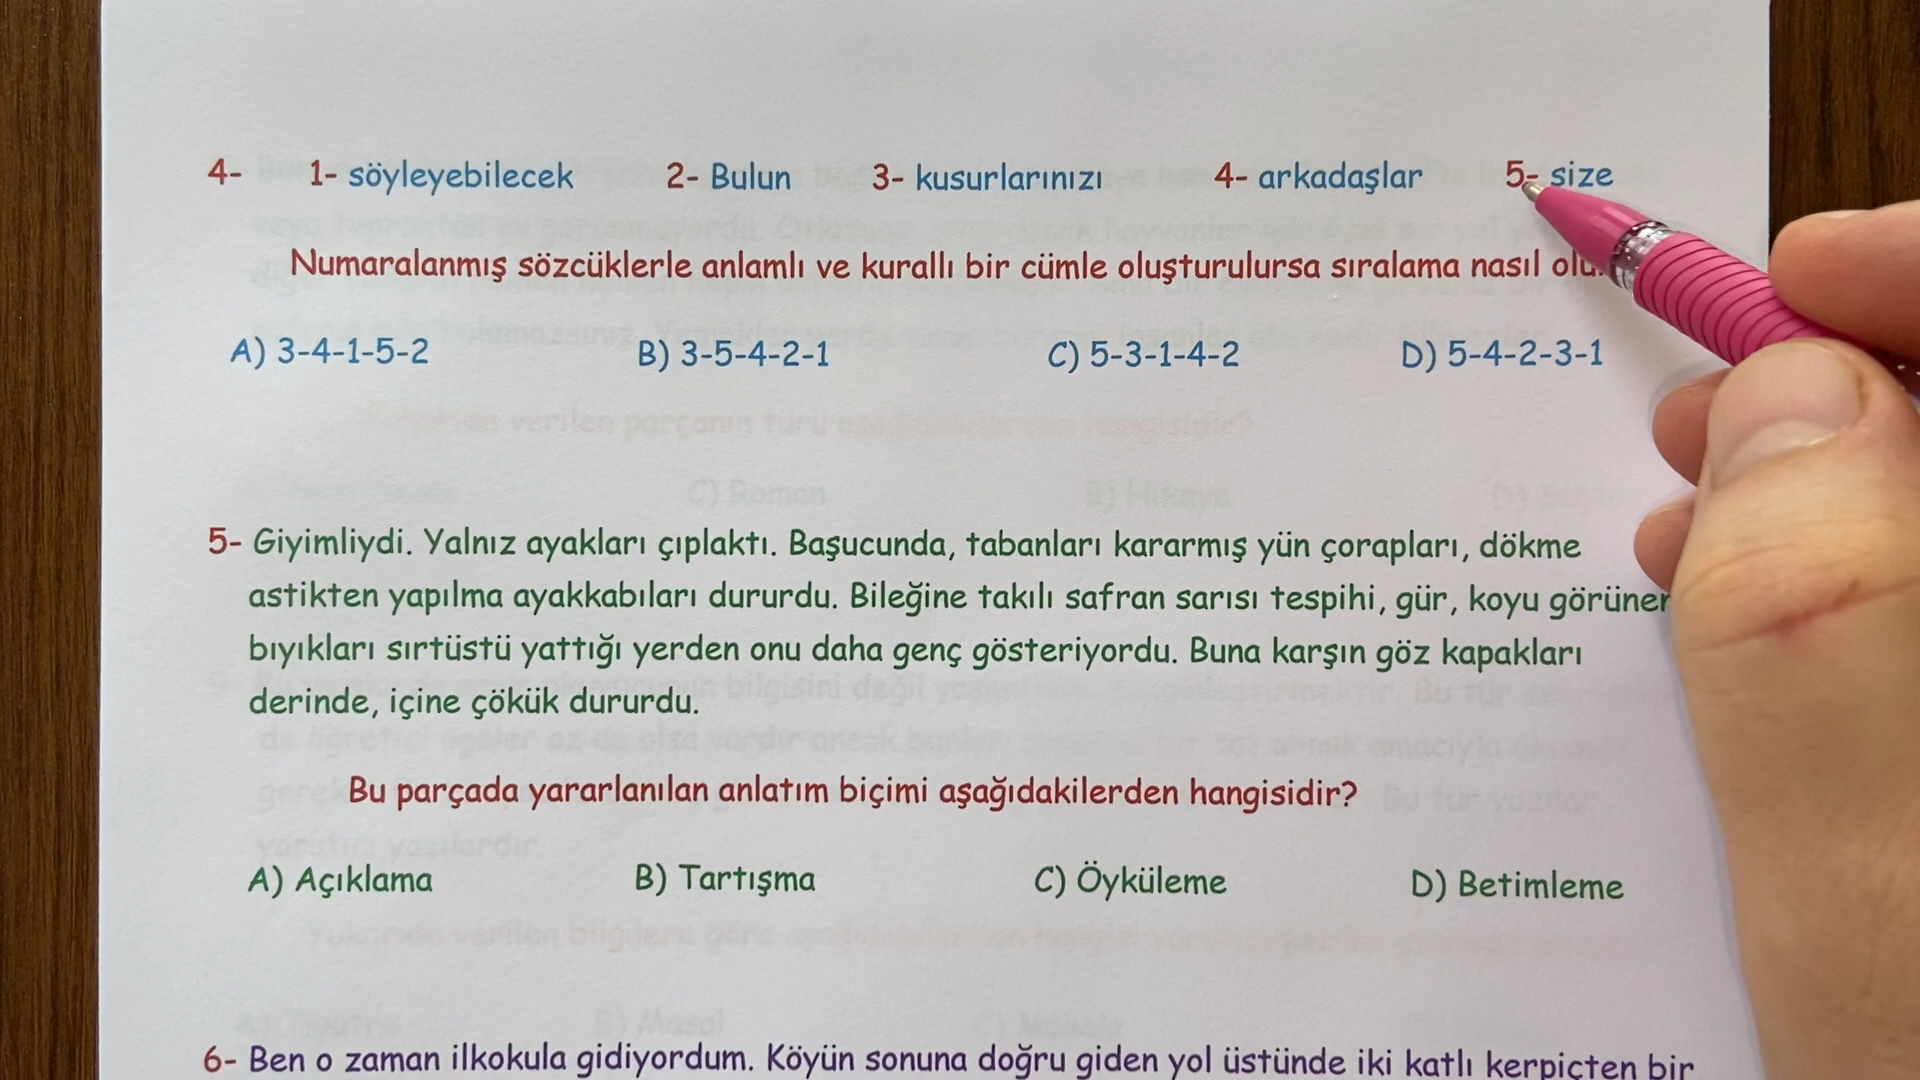 4- 1- söyleyebilecek 2- Bulun 3- kusurlarınızı 4- arkadaşlar 5- size
Numaralanmış sözcüklerle anlamlı ve kurallı bir cümle oluşturulursa sıralama nasıl
A) 3-4-1-5-2 B) 3-5-4-2-1 C) 5-3-1-4-2 D) 5-4-2-3-1
5- Giyimliydi. Yalnız ayakları çıplaktı. Başucunda, tabanları kararmış yün çorapları, dökme
astikten yapılma ayakkabıları dururdu. Bileğine takılı safran sarısı tespihi, gür, koyu görünen
bıyıkları sırtüstü yattığı yerden onu daha genç gösteriyordu. Buna karşın göz kapakları
derinde, içine çökük dururdu.
Bu parçada yararlanılan anlatım biçimi aşağıdakilerden hangisidir?
A) Açıklama B) Tartışma C) Öyküleme D) Betimleme
6- Ben o zaman ilkokula gidiyordum. Köyün sonuna doğru giden yol üstünde iki katlı kerpiçten bir